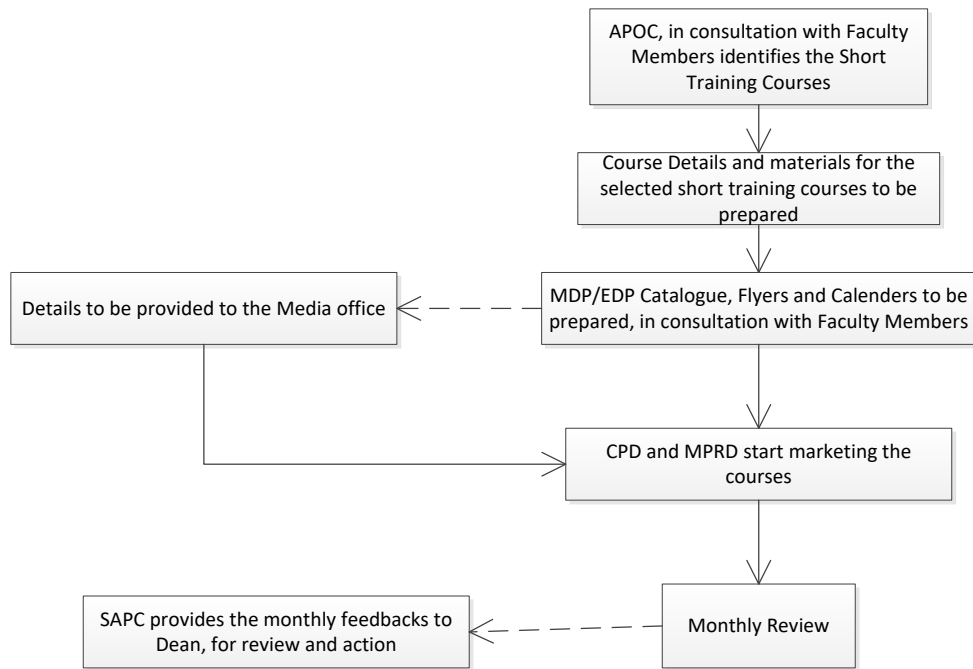 APOC, in consultation with Faculty
Members identifies the Short
Training Courses
Course Details and materials for the
selected short training courses to be
prepared
Details to be provided to the Media office
MDP/EDP Catalogue, Flyers and Calenders to be
prepared, in consultation with Faculty Members
CPD and MPRD start marketing the
courses
SAPC provides the monthly feedbacks to
Dean, for review and action
Monthly Review